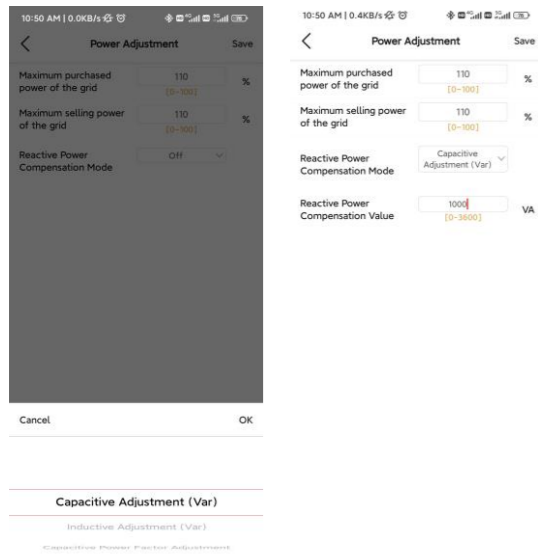 10:50 AM | 0.0KB/s
Power Adjustment
Save
Maximum purchased
power of the grid
110
[0~100]
%
Maximum selling power
of the grid
110
[0~100]
%
Reactive Power
Compensation Mode
Off
Cancel
OK
Capacitive Adjustment (Var)
Inductive Adjustment (Var)
Capacitive Power Factor Adjustment
10:50 AM | 0.4KB/s
Power Adjustment
Save
Maximum purchased
power of the grid
110
[0~100]
%
Maximum selling power
of the grid
110
[0~100]
%
Reactive Power
Compensation Mode
Capacitive
Adjustment (Var)
Reactive Power
Compensation Value
1000
[0~3600]
VA